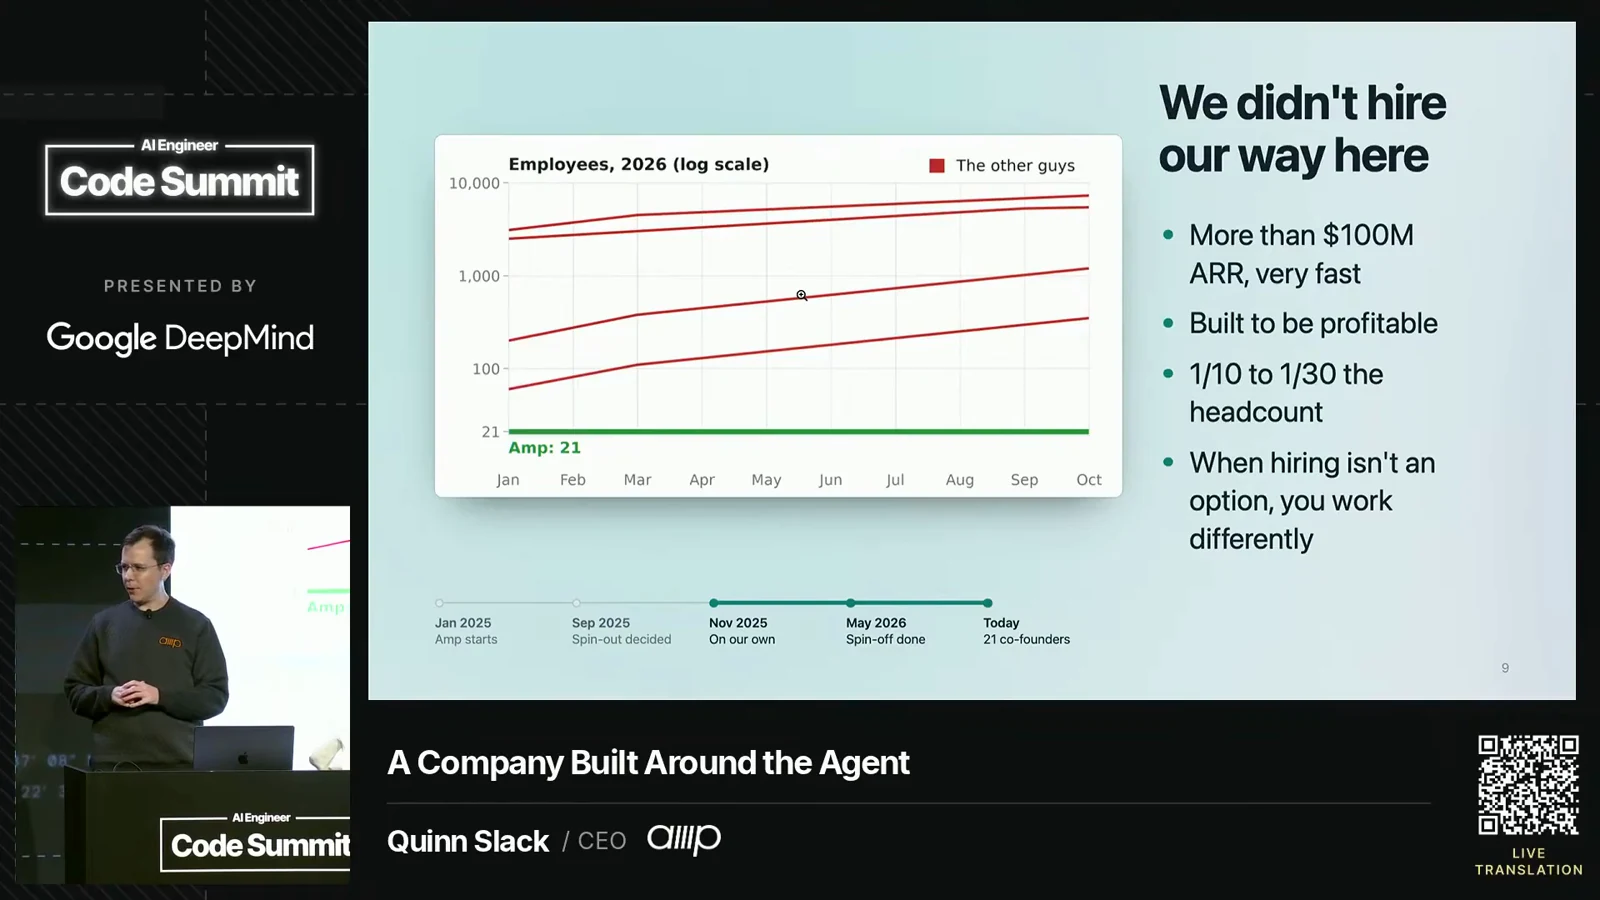 AI Engineer
Code Summit
PRESENTED BY
Google DeepMind
Employees, 2026 (log scale)
The other guys
10,000
1,000
100
21
Amp: 21
Jan Feb Mar Apr May Jun Jul Aug Sep Oct
We didn't hire
our way here
• More than $100M
ARR, very fast
• Built to be profitable
• 1/10 to 1/30 the
headcount
• When hiring isn't an
option, you work
differently
Jan 2025
Amp starts
Sep 2025
Spin-out decided
Nov 2025
On our own
May 2026
Spin-off done
Today
21 co-founders
9
Amp
amp
AI Engineer
Code Summit
A Company Built Around the Agent
Quinn Slack / CEO amp
LIVE
TRANSLATION